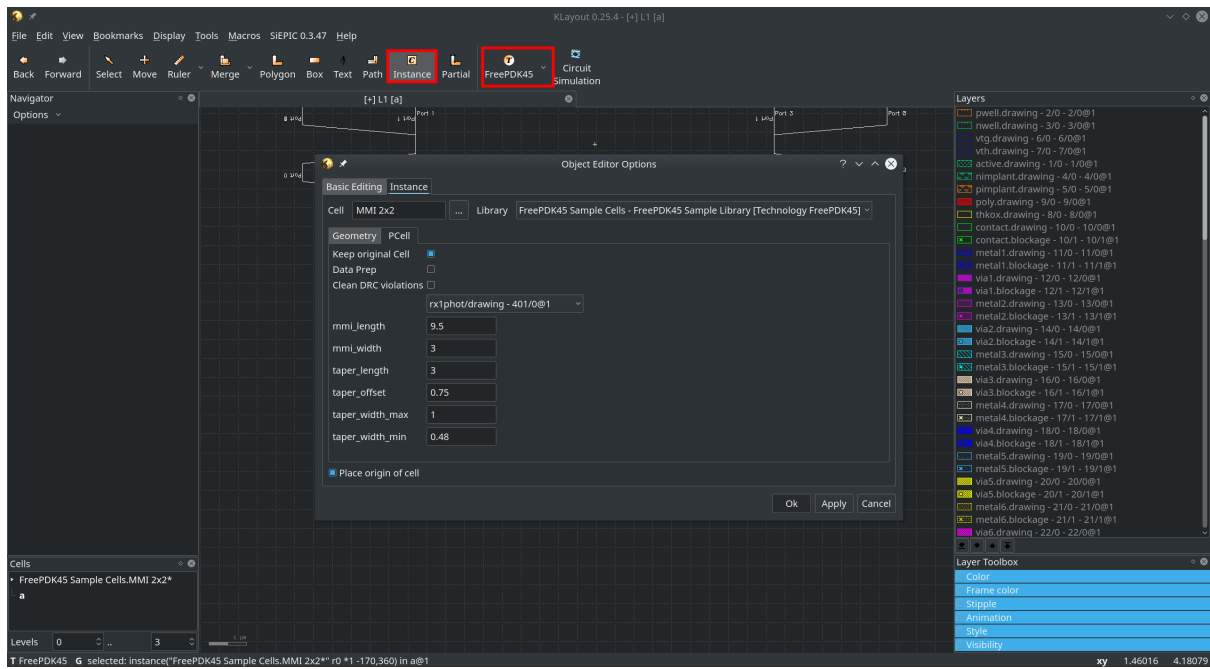 KLayout 0.25.4 - [+] L1 [a]
File Edit View Bookmarks Display Tools Macros SiEPIC 0.3.47 Help
Back Forward Select Move Ruler Merge Polygon Box Text Path Instance Partial FreePDK45 Circuit Simulation
Navigator
Options
[+] L1 [a]
Port 1
Port 1
Port 3
Port 1
Object Editor Options
Basic Editing Instance
Cell MMI 2x2 ... Library FreePDK45 Sample Cells - FreePDK45 Sample Library [Technology FreePDK45]
Geometry PCell
Keep original Cell
Data Prep
Clean DRC violations
rx1phot/drawing - 401/0@1
mmi_length 9.5
mmi_width 3
taper_length 3
taper_offset 0.75
taper_width_max 1
taper_width_min 0.48
Place origin of cell
Ok Apply Cancel
Layers
pwell.drawing - 2/0 - 2/0@1
nwell.drawing - 3/0 - 3/0@1
vtg.drawing - 6/0 - 6/0@1
vth.drawing - 7/0 - 7/0@1
active.drawing - 1/0 - 1/0@1
nimplant.drawing - 4/0 - 4/0@1
pimplant.drawing - 5/0 - 5/0@1
poly.drawing - 9/0 - 9/0@1
thkox.drawing - 8/0 - 8/0@1
contact.drawing - 10/0 - 10/0@1
contact.blockage - 10/1 - 10/1@1
metal1.drawing - 11/0 - 11/0@1
metal1.blockage - 11/1 - 11/1@1
via1.drawing - 12/0 - 12/0@1
via1.blockage - 12/1 - 12/1@1
metal2.drawing - 13/0 - 13/0@1
metal2.blockage - 13/1 - 13/1@1
via2.drawing - 14/0 - 14/0@1
via2.blockage - 14/1 - 14/1@1
metal3.drawing - 15/0 - 15/0@1
metal3.blockage - 15/1 - 15/1@1
via3.drawing - 16/0 - 16/0@1
via3.blockage - 16/1 - 16/1@1
metal4.drawing - 17/0 - 17/0@1
metal4.blockage - 17/1 - 17/1@1
via4.drawing - 18/0 - 18/0@1
via4.blockage - 18/1 - 18/1@1
metal5.drawing - 19/0 - 19/0@1
metal5.blockage - 19/1 - 19/1@1
via5.drawing - 20/0 - 20/0@1
via5.blockage - 20/1 - 20/1@1
metal6.drawing - 21/0 - 21/0@1
metal6.blockage - 21/1 - 21/1@1
via6.drawing - 22/0 - 22/0@1
Cells
FreePDK45 Sample Cells.MMI 2x2*
a
Levels 0 .. 3
1 µm
Layer Toolbox
Color
Frame color
Stipple
Animation
Style
Visibility
T FreePDK45 G selected: instance("FreePDK45 Sample Cells.MMI 2x2*" r0 *1 -170,360) in a@1
xy 1.46016 4.18079